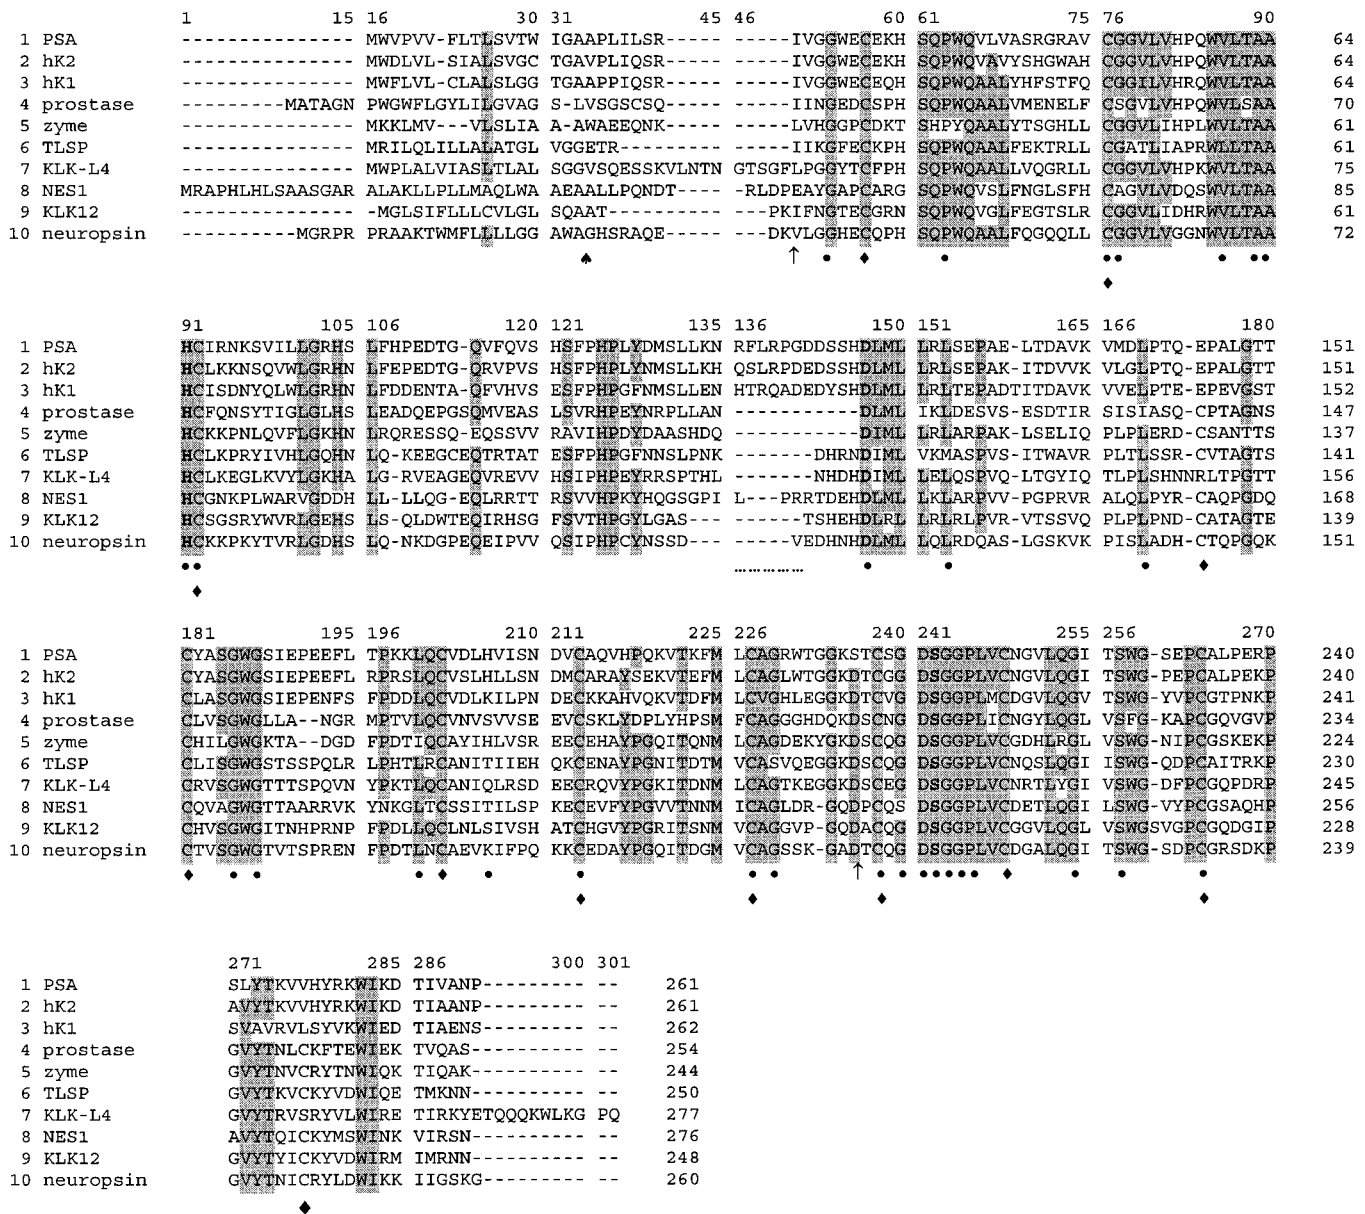 1 15 16 30 31 45 46 60 61 75 76 90
1 PSA --------------- MWVPVV-FLTLSVTW IGAAPLILSR----- -----IVGGWECEKH SQPWQVLVASRGRAV CGGVLVHPQWVLTAA 64
2 hK2 --------------- MWDLVL-SIALSVGC TGAVPLIQSR----- -----IVGGWECEKH SQPWQVAVYSHGWAH CGGVLVHPQWVLTAA 64
3 hK1 --------------- MWFLVL-CLALSLGG TGAAPPIQSR----- -----IVGGWECEQH SQPWQAALYHFSTFQ CGGILVHRQWVLTAA 64
4 prostase ---------MATAGN PWGWFLGYLILGVAG S-LVSGSCSQ----- -----IINGEDCSPH SQPWQAALVMENELF CSGVLVHPQWVLSAA 70
5 zyme --------------- MKKLMV---VLSLIA A-AWAEEQNK----- -----LVHGGPCDKT SHPYQAALYTSGHLL CGGVLIHPLWVLTAA 61
6 TLSP --------------- MRILQLILLALATGL VGGETR--------- -----IIKGFECKPH SQPWQAALFEKTRLL CGATLIAPRWLLTAA 61
7 KLK-L4 --------------- MWPLALVIASLTLAL SGGVSQESSKVLNTN GTSGFLPGGYTCFPH SQPWQAALLVQGRLL CGGVLVHPKWVLTAA 75
8 NES1 MRAPHLHLSAASGAR ALAKLLPLLMAQLWA AEAALLPQNDT---- --RLDPEAYGAPCARG SQPWQVSLFNGLSFH CAGVLVDQSWVLTAA 85
9 KLK12 --------------- -MGLSIFLLLCVLGL SQAAT---------- ---PKIFNGTECGRN SQPWQVGLFEGTSLR CGGVLIDHRWVLTAA 61
10 neuropsin ----------MGRPR PRAAKTWMFLLLLGG AWAGHSRAQE----- ---DKVLGGHECQPH SQPWQAALFQGQQLL CGGVLVGGNWVLTAA 72
91 105 106 120 121 135 136 150 151 165 166 180
1 PSA HCIRNKSVILLGRHS LFHPEDTG-QVFQVS HSFPHPLYDMSLLKN RFLRPGDDSSHDLML LRLSEPAE-LTDAVK VMDLPTQ-EPALGTT 151
2 hK2 HCLKKNSQVWLGRHN LFEPEDTG-QRVPVS HSFPHPLYNMSLLKH QSLRPDEDSSHDLML LRLSEPAK-ITDVVK VLGLPTQ-EPALGTT 151
3 hK1 HCISDNYQLWLGRHN LFDDENTA-QFVHVS ESFPHPGFNMSLLEN HTRQADEDYSHDLML LRLTEPADTITDAVK VVELPTE-EPEVGST 152
4 prostase HCFQNSYTIGLGLHS LEADQEPGSQMVEAS LSVRHPEYNRPLLAN -----------DLML IKLDESVS-ESDTIR SISIASQ-CPTAGNS 147
5 zyme HCKKPNLQVFLGKHN LRQRESSQ-EQSSVV RAVIHPDYDAASHDQ -----------DIML LRLARPAK-LSELIQ PLPLERD-CSANTTS 137
6 TLSP HCLKPRYIVHLGQHN LQ-KEEGCEQTRTAT ESFPHPGFNNSLPNK --------DHRNDIML VKMASPVS-ITWAVR PLTLSSR-CVTAGTS 141
7 KLK-L4 HCLKEGLKVYLGKHA LG-RVEAGEQVREVV HSIPHPEYRRSPTHL -------NHDHDIML LELQSPVQ-LTGYIQ TLPLSHNNRLTPGTT 156
8 NES1 HCGNKPLWARVGDDH LL-LLQG-EQLRRTT RSVVHPKYHQGSGPI L---PRRTDEHDLML LKLARPVV-PGPRVR ALQLPYR-CAQPGDQ 168
9 KLK12 HCSGSRYWVRLGEHS LS-QLDWTEQIRHSG FSVTHPGYLGAS--- ------TSHEHDLRL LRLRLPVR-VTSSVQ PLPLPND-CATAGTE 139
10 neuropsin HCKKPKYTVRLGDHS LQ-NKDGPEQEIPVV QSIPHPCYNSSD--- ------VEDHNHDLML LQLRDQAS-LGSKVK PISLADH-CTQPGQK 151
181 195 196 210 211 225 226 240 241 255 256 270
1 PSA CYASGWGSIEPEEFL TPKKLQCVDLHVISN DVCAQVHPQKVTKFM LCAGRWTGGKSTCSG DSGGPLVCNGVLQGI TSWG-SEPCALPERP 240
2 hK2 CYASGWGSIEPEEFL RPRSLQCVSLHLLSN DMCARAYSEKVTEFM LCAGLWTGGKDTCGG DSGGPLVCNGVLQGI TSWG-PEPCALPEKP 240
3 hK1 CLASGWGSIEPENFS FPDDLQCVDLKILPN DECKKAHVQKVTDFM LCVGHLEGGKDTCVG DSGGPLMCDGVLQGV TSWG-YVPCGTPNKP 241
4 prostase CLVSGWGLLA--NGR MPTVLQCVNVSVVSE EVCSKLYDPLYHPSM FCAGGGHDQKDSCNG DSGGPLICNGYLQGL VSFG-KAPCGQVGVP 234
5 zyme CHILGWGKTA--DGD FPDTIQCAYIHLVSR EECEHAYPGQITQNM LCAGDEKYGKDSCQG DSGGPLVCGDHLRGL VSWG-NIPCGSKEKP 224
6 TLSP CLISGWGSTSSPQLR LPHTLRCANITIIEH QKCENAYPGNITDTM VCASVQEGGKDSCQG DSGGPLVCNQSLQGI ISWG-QDPCAITRKP 230
7 KLK-L4 CRVSGWGTTTSPQVN YPKTLQCANIQLRSD EECRQVYPGKITDNM LCAGTKEGGKDSCEG DSGGPLVCNRTLYGI VSWG-DFPCGQPDRP 245
8 NES1 CQVAGWGTTAARRVK YNKGLTCSSITILSP KECEVFYPGVVTNNM ICAGLDR-GQDPCQS DSGGPLVCDETLQGI LSWG-VYPCGSAQHP 256
9 KLK12 CHVSGWGITNHPRNP FPDLLQCLNLSIVSH ATCHGVYPGRITSNM VCAGGVP-GQDACQG DSGGPLVCGGVLQGL VSWGSVGPCGQDGIP 228
10 neuropsin CTVSGWGTVTSPREN FPDTLNCAEVKIFPQ KKCEDAYPGQITDGM VCAGSSK-GADTCQG DSGGPLVCDGALQGI TSWG-SDPCGRSDKP 239
271 285 286 300 301
1 PSA SLYTKVVHYRKWIKD TIVANP--------- -- 261
2 hK2 AVYTKVVHYRKWIKD TIAANP--------- -- 261
3 hK1 SVAVRVLSYVKWIED TIAENS--------- -- 262
4 prostase GVYTNLCKFTEWIEK TVQAS---------- -- 254
5 zyme GVYTNVCRYTNWIQK TIQAK---------- -- 244
6 TLSP GVYTKVCKYVDWIQE TMKNN---------- -- 250
7 KLK-L4 GVYTRVSRYVLWIRE TIRKYETQQQKWLKG PQ 277
8 NES1 AVYTQICKYMSWINK VIRSN---------- -- 276
9 KLK12 GVYTYICKYVDWIRM IMRNN---------- -- 248
10 neuropsin GVYTNICRYLDWIKK IIGSKG--------- -- 260